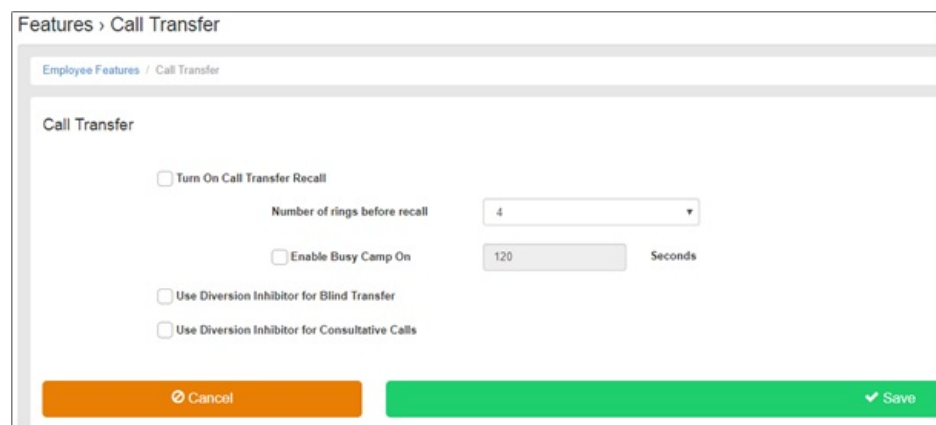 Features › Call Transfer
Employee Features / Call Transfer
Call Transfer
Turn On Call Transfer Recall
Number of rings before recall 4
Enable Busy Camp On 120 Seconds
Use Diversion Inhibitor for Blind Transfer
Use Diversion Inhibitor for Consultative Calls
Cancel Save